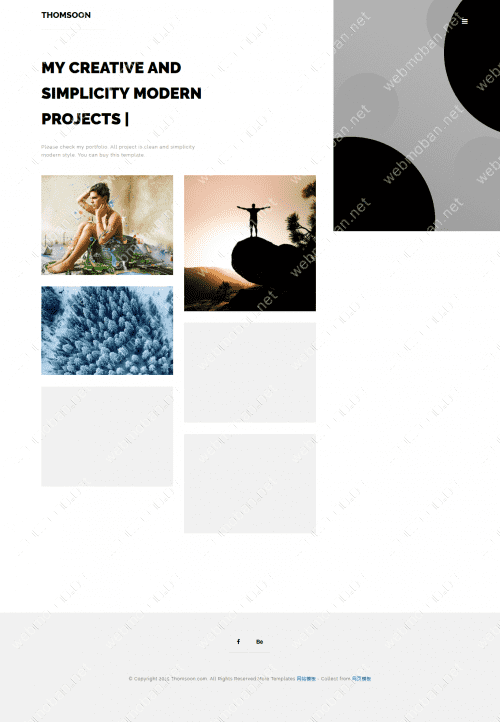 THOMSOON
MY CREATIVE AND
SIMPLICITY MODERN
PROJECTS |
Please check my portfolio. All project is clean and simplicity
modern style. You can buy this template.
webmoban.net
webmoban.net
webmoban.net
webmoban.net
Be
© Copyright 2015 Thomsoon.com. All Rights Reserved. More Templates 网站模板 - Collect from 网页模板